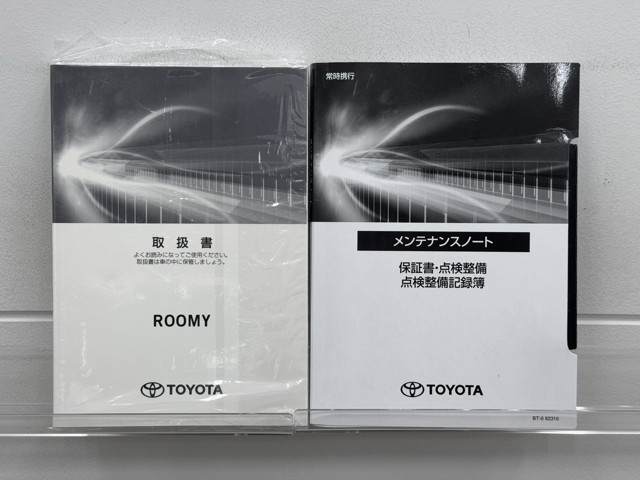 取扱書
よくお読みになってご使用ください。
取扱書は車の中に保管しましょう。
ROOMY
TOYOTA
常時携行
メンテナンスノート
保証書・点検整備
点検整備記録簿
TOYOTA
BT-6 92316